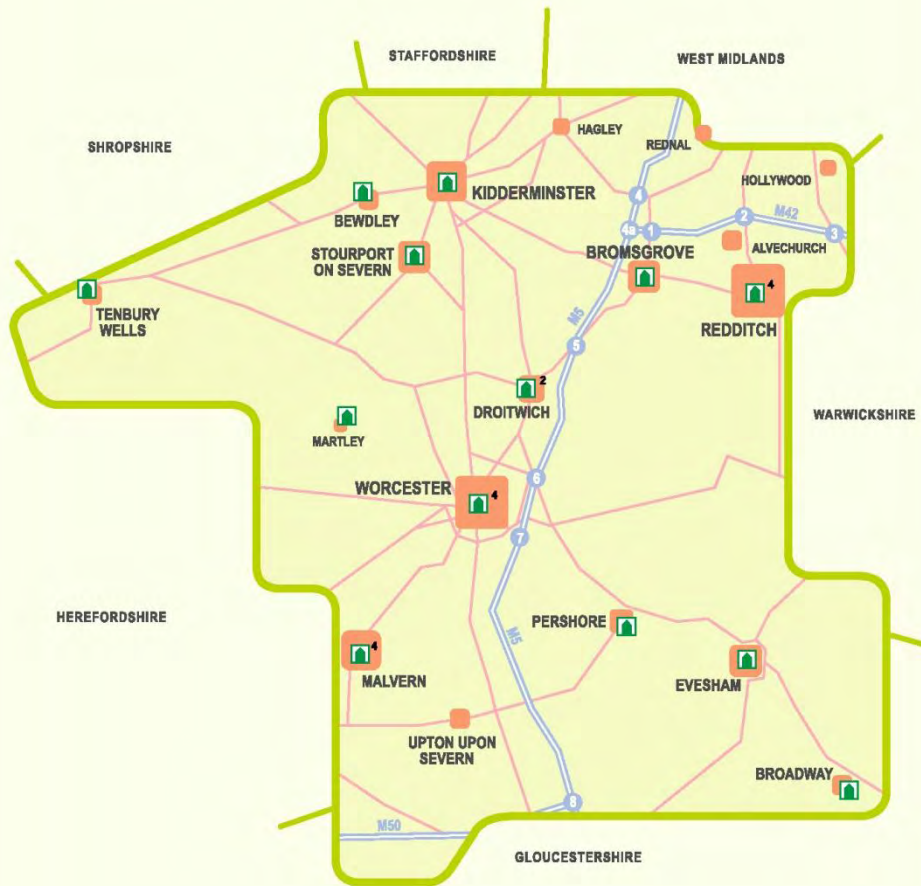 STAFFORDSHIRE
WEST MIDLANDS
SHROPSHIRE
HAGLEY
REDNAL
HOLLYWOOD
KIDDERMINSTER
BEWDLEY
4
4a
1
2
M42
3
ALVECHURCH
STOURPORT
ON SEVERN
BROMSGROVE
4
REDDITCH
TENBURY
WELLS
M5
5
2
DROITWICH
MARTLEY
WARWICKSHIRE
WORCESTER
4
6
7
HEREFORDSHIRE
PERSHORE
M5
4
MALVERN
EVESHAM
UPTON UPON
SEVERN
BROADWAY
8
M50
GLOUCESTERSHIRE